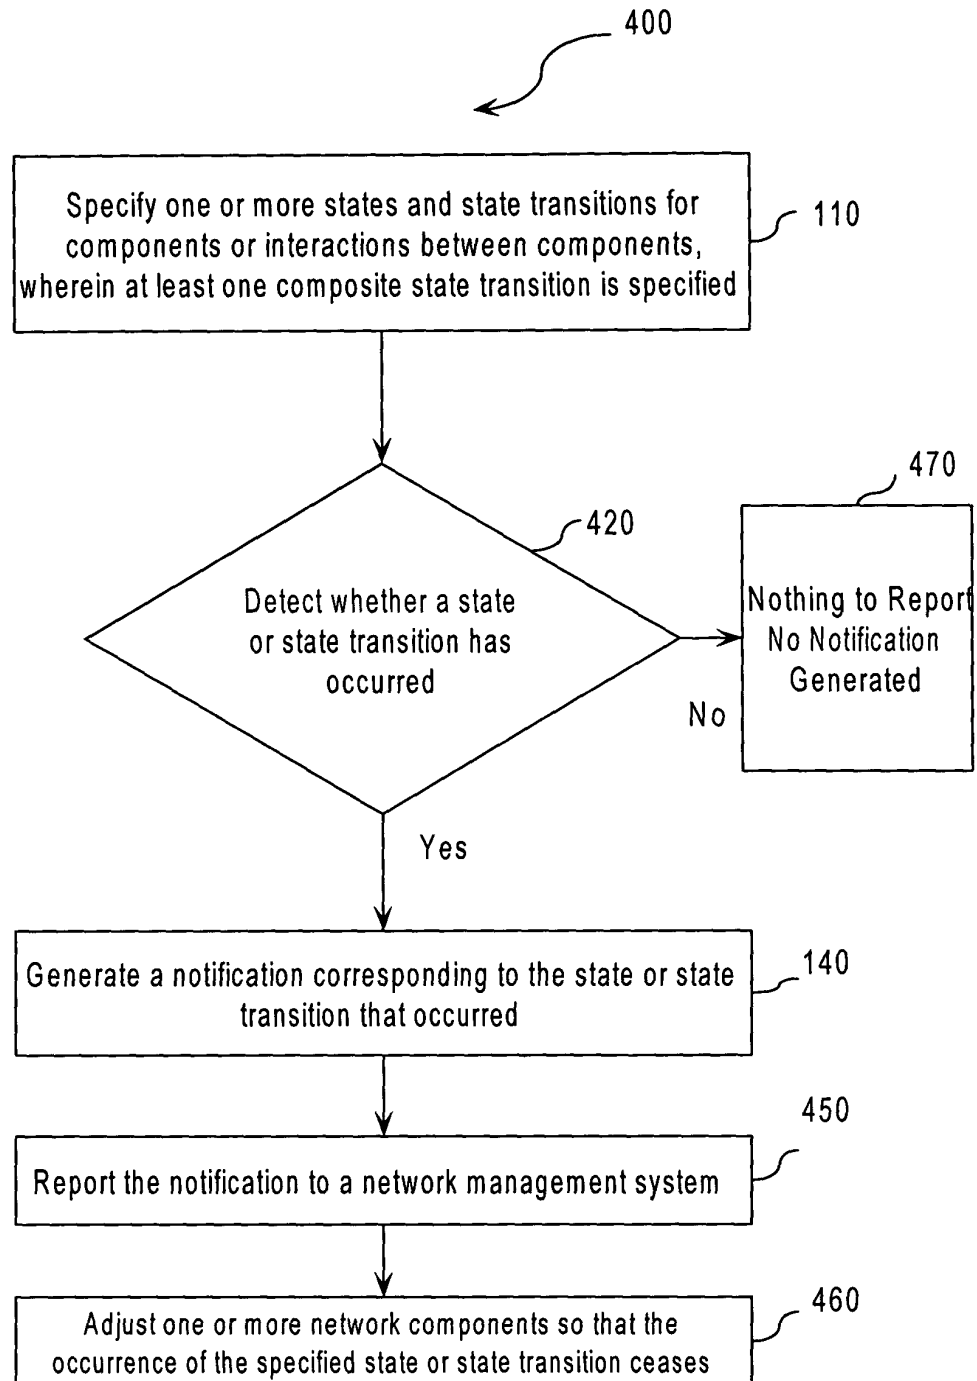 400
Specify one or more states and state transitions for
components or interactions between components,
wherein at least one composite state transition is specified
110
470
420
Detect whether a state
or state transition has
occurred
Nothing to Report
No Notification
Generated
No
Yes
Generate a notification corresponding to the state or state
transition that occurred
140
450
Report the notification to a network management system
460
Adjust one or more network components so that the
occurrence of the specified state or state transition ceases